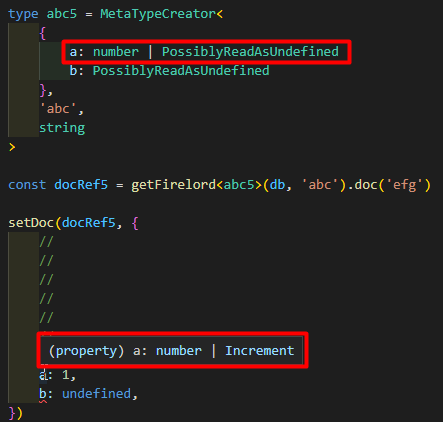 type abc5 = MetaTypeCreator<
{
a: number | PossiblyReadAsUndefined
b: PossiblyReadAsUndefined
},
'abc',
string
>
const docRef5 = getFirelord<abc5>(db, 'abc').doc('efg')
setDoc(docRef5, {
//
//
//
//
//
//
(property) a: number | Increment
a: 1,
b: undefined,
})